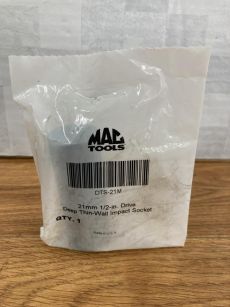 MAC
TOOLS
DTS-21M
21mm 1/2-in. Drive
Deep Thin-Wall Impact Socket
QTY. 1